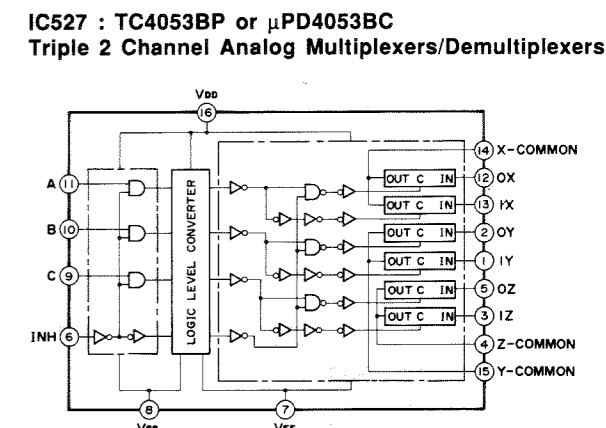 IC527 : TC4053BP or μPD4053BC
Triple 2 Channel Analog Multiplexers/Demultiplexers
VDD
16
14 X-COMMON
A 11 OUT C IN 12 0X
OUT C IN 13 1X
B 10 OUT C IN 2 0Y
LOGIC LEVEL CONVERTER
OUT C IN 1 1Y
C 9 OUT C IN 5 0Z
OUT C IN 3 1Z
INH 6
4 Z-COMMON
15 Y-COMMON
8 7